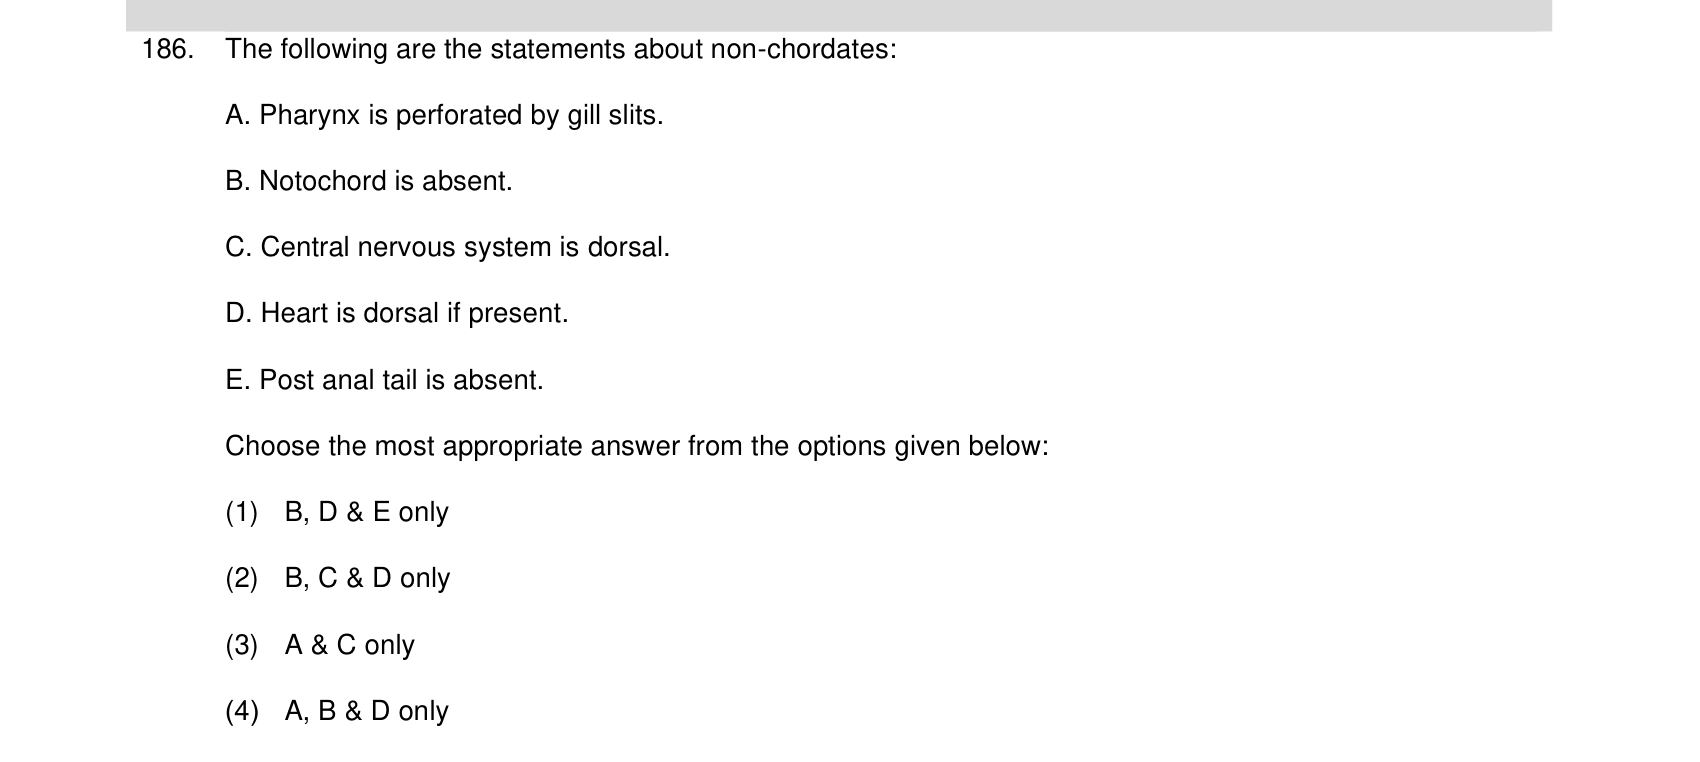 186. The following are the statements about non-chordates:
A. Pharynx is perforated by gill slits.
B. Notochord is absent.
C. Central nervous system is dorsal.
D. Heart is dorsal if present.
E. Post anal tail is absent.
Choose the most appropriate answer from the options given below:
(1) B, D & E only
(2) B, C & D only
(3) A & C only
(4) A, B & D only